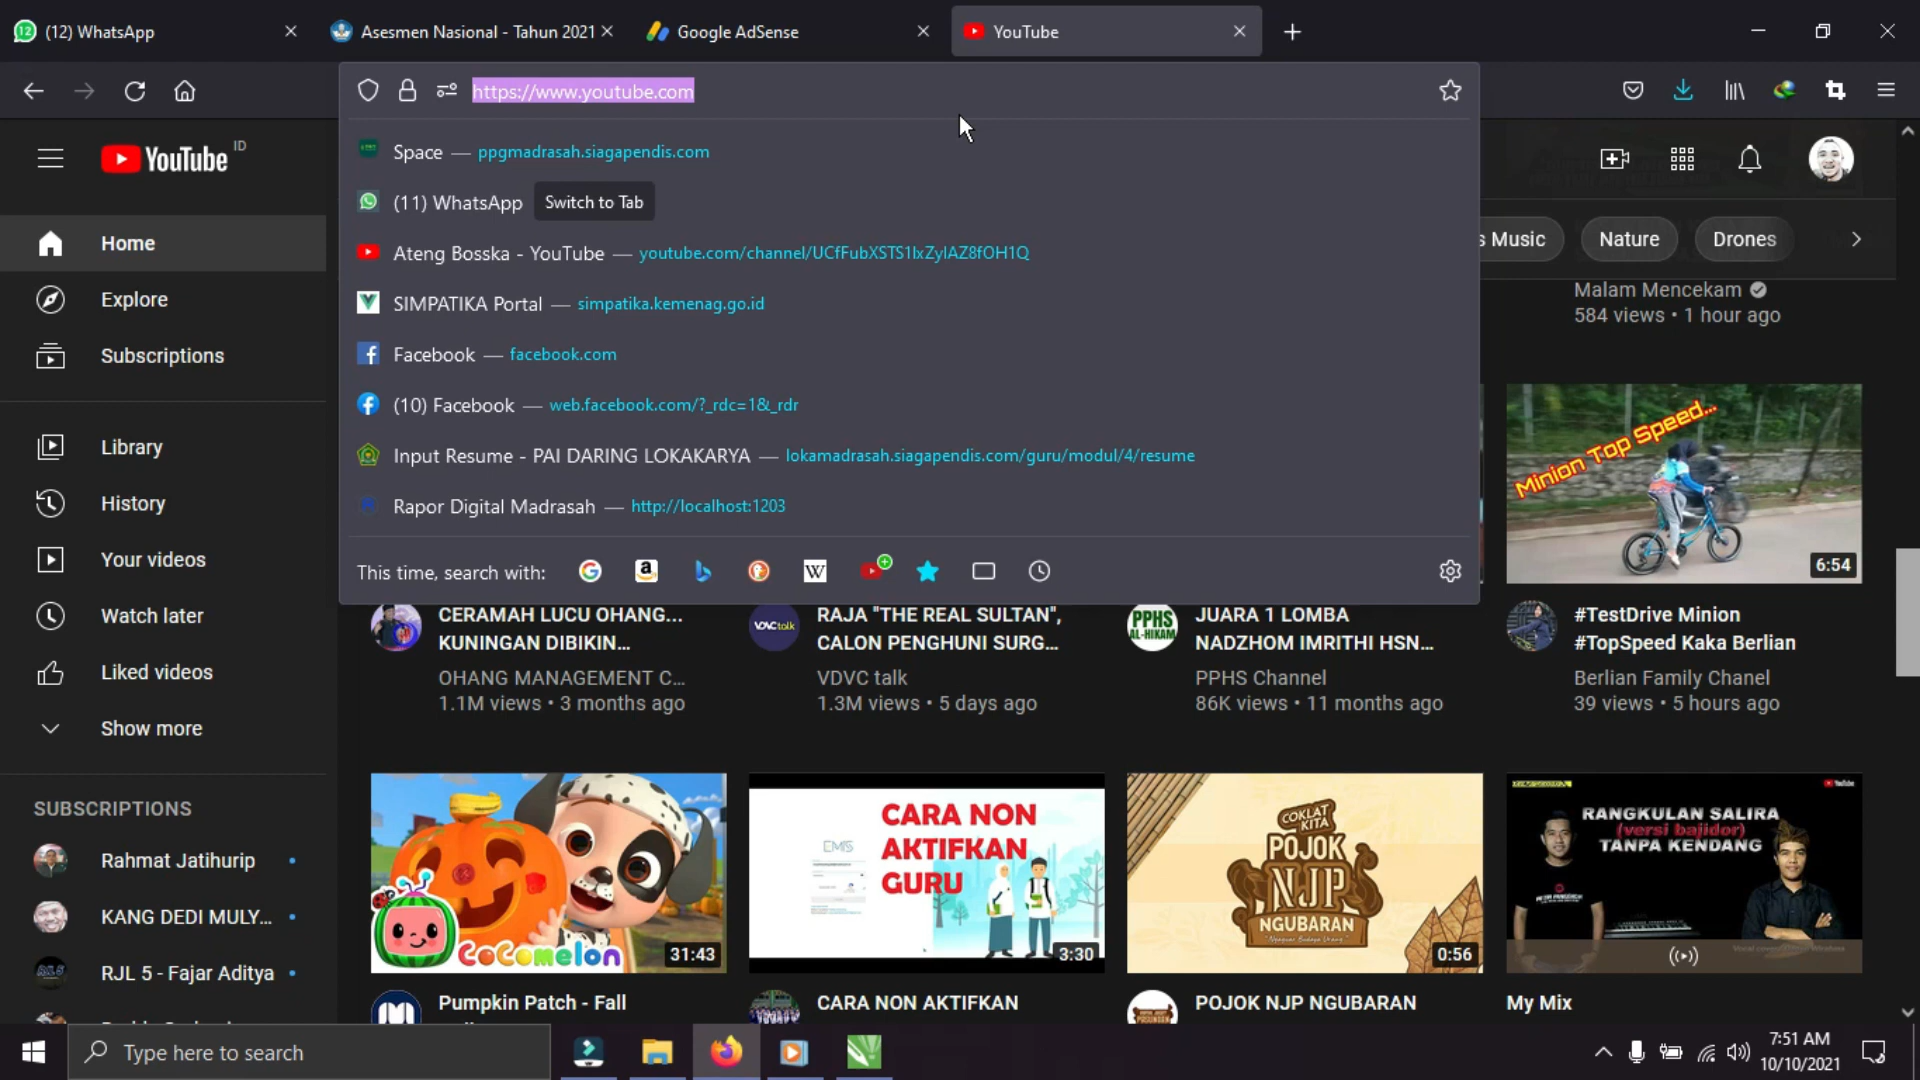 12 (12) WhatsApp
Asesmen Nasional - Tahun 2021
Google AdSense
YouTube
https://www.youtube.com
Space — ppgmadrasah.siagapendis.com
(11) WhatsApp Switch to Tab
Ateng Bosska - YouTube — youtube.com/channel/UCfFubXSTS1IxZyIAZ8fOH1Q
SIMPATIKA Portal — simpatika.kemenag.go.id
Facebook — facebook.com
(10) Facebook — web.facebook.com/?_rdc=1&_rdr
Input Resume - PAI DARING LOKAKARYA — lokamadrasah.siagapendis.com/guru/modul/4/resume
Rapor Digital Madrasah — http://localhost:1203
This time, search with:
YouTube ID
Home
Explore
Subscriptions
Library
History
Your videos
Watch later
Liked videos
Show more
SUBSCRIPTIONS
Rahmat Jatihurip
KANG DEDI MULY...
RJL 5 - Fajar Aditya
s Music
Nature
Drones
Malam Mencekam
584 views • 1 hour ago
Minion Top Speed...
6:54
CERAMAH LUCU OHANG...
KUNINGAN DIBIKIN...
OHANG MANAGEMENT C...
1.1M views • 3 months ago
VDVC talk
RAJA "THE REAL SULTAN",
CALON PENGHUNI SURG...
VDVC talk
1.3M views • 5 days ago
PPHS
AL-HIKAM
JUARA 1 LOMBA
NADZHOM IMRITHI HSN...
PPHS Channel
86K views • 11 months ago
#TestDrive Minion
#TopSpeed Kaka Berlian
Berlian Family Chanel
39 views • 5 hours ago
CoComelon
31:43
EMIS
CARA NON
AKTIFKAN
GURU
3:30
COKLAT
KITA
POJOK
NJP
NGUBARAN
0:56
RANGKULAN SALIRA
(versi bajidor)
TANPA KENDANG
YouTube
Pumpkin Patch - Fall
CARA NON AKTIFKAN
POJOK NJP NGUBARAN
My Mix
Type here to search
7:51 AM
10/10/2021